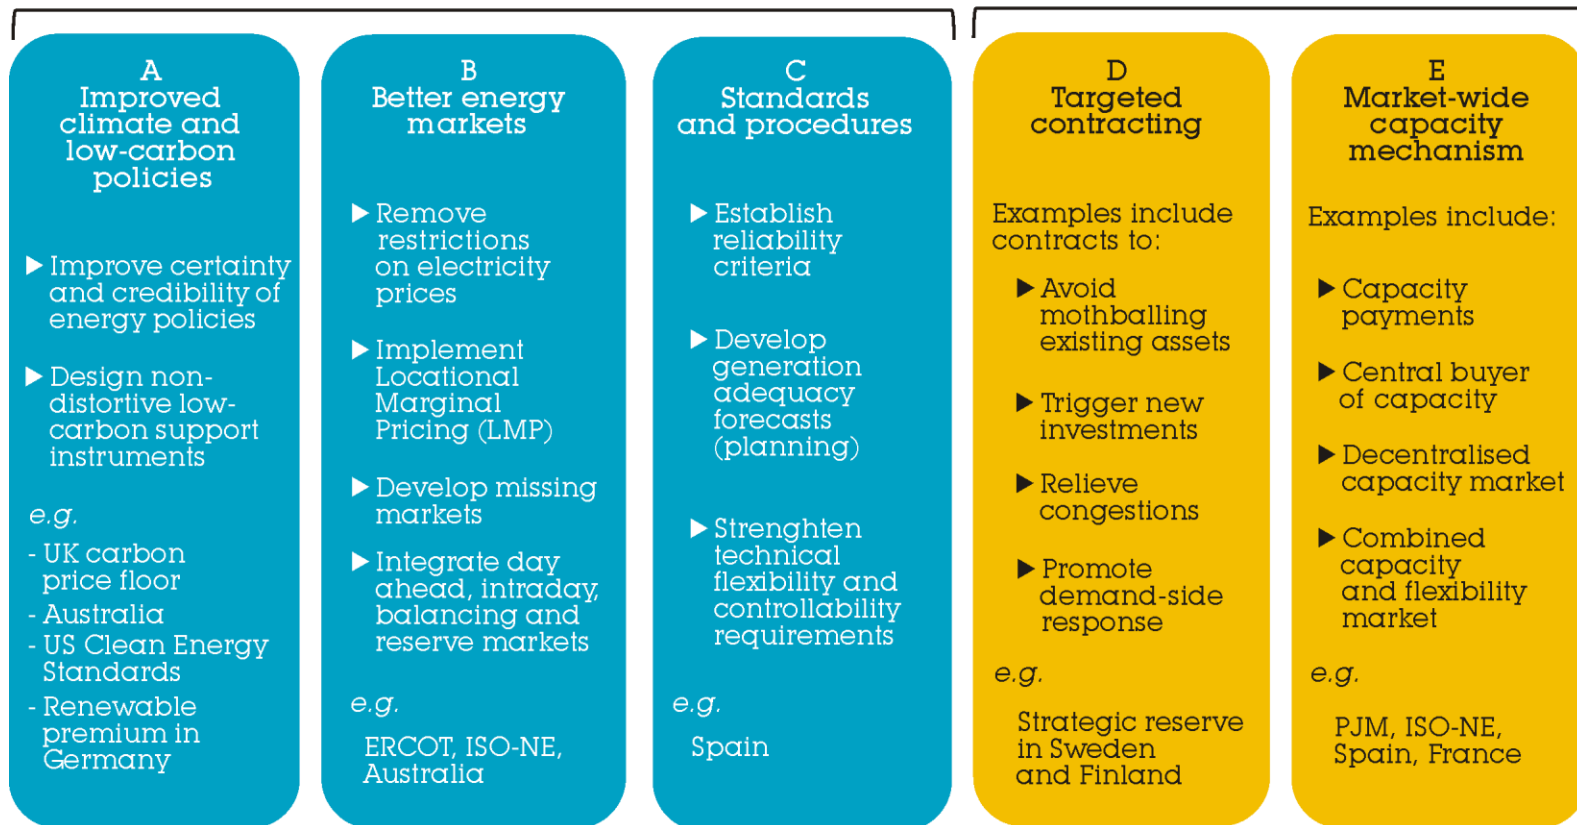 A
Improved
climate and
low-carbon
policies
► Improve certainty
and credibility of
energy policies
► Design non-
distortive low-
carbon support
instruments
e.g.
- UK carbon
price floor
- Australia
- US Clean Energy
Standards
- Renewable
premium in
Germany
B
Better energy
markets
► Remove
restrictions
on electricity
prices
► Implement
Locational
Marginal
Pricing (LMP)
► Develop missing
markets
► Integrate day
ahead, intraday,
balancing and
reserve markets
e.g.
ERCOT, ISO-NE,
Australia
C
Standards
and procedures
► Establish
reliability
criteria
► Develop
generation
adequacy
forecasts
(planning)
► Strenghten
technical
flexibility and
controllability
requirements
e.g.
Spain
D
Targeted
contracting
Examples include
contracts to:
► Avoid
mothballing
existing assets
► Trigger new
investments
► Relieve
congestions
► Promote
demand-side
response
e.g.
Strategic reserve
in Sweden
and Finland
E
Market-wide
capacity
mechanism
Examples include:
► Capacity
payments
► Central buyer
of capacity
► Decentralised
capacity market
► Combined
capacity
and flexibility
market
e.g.
PJM, ISO-NE,
Spain, France